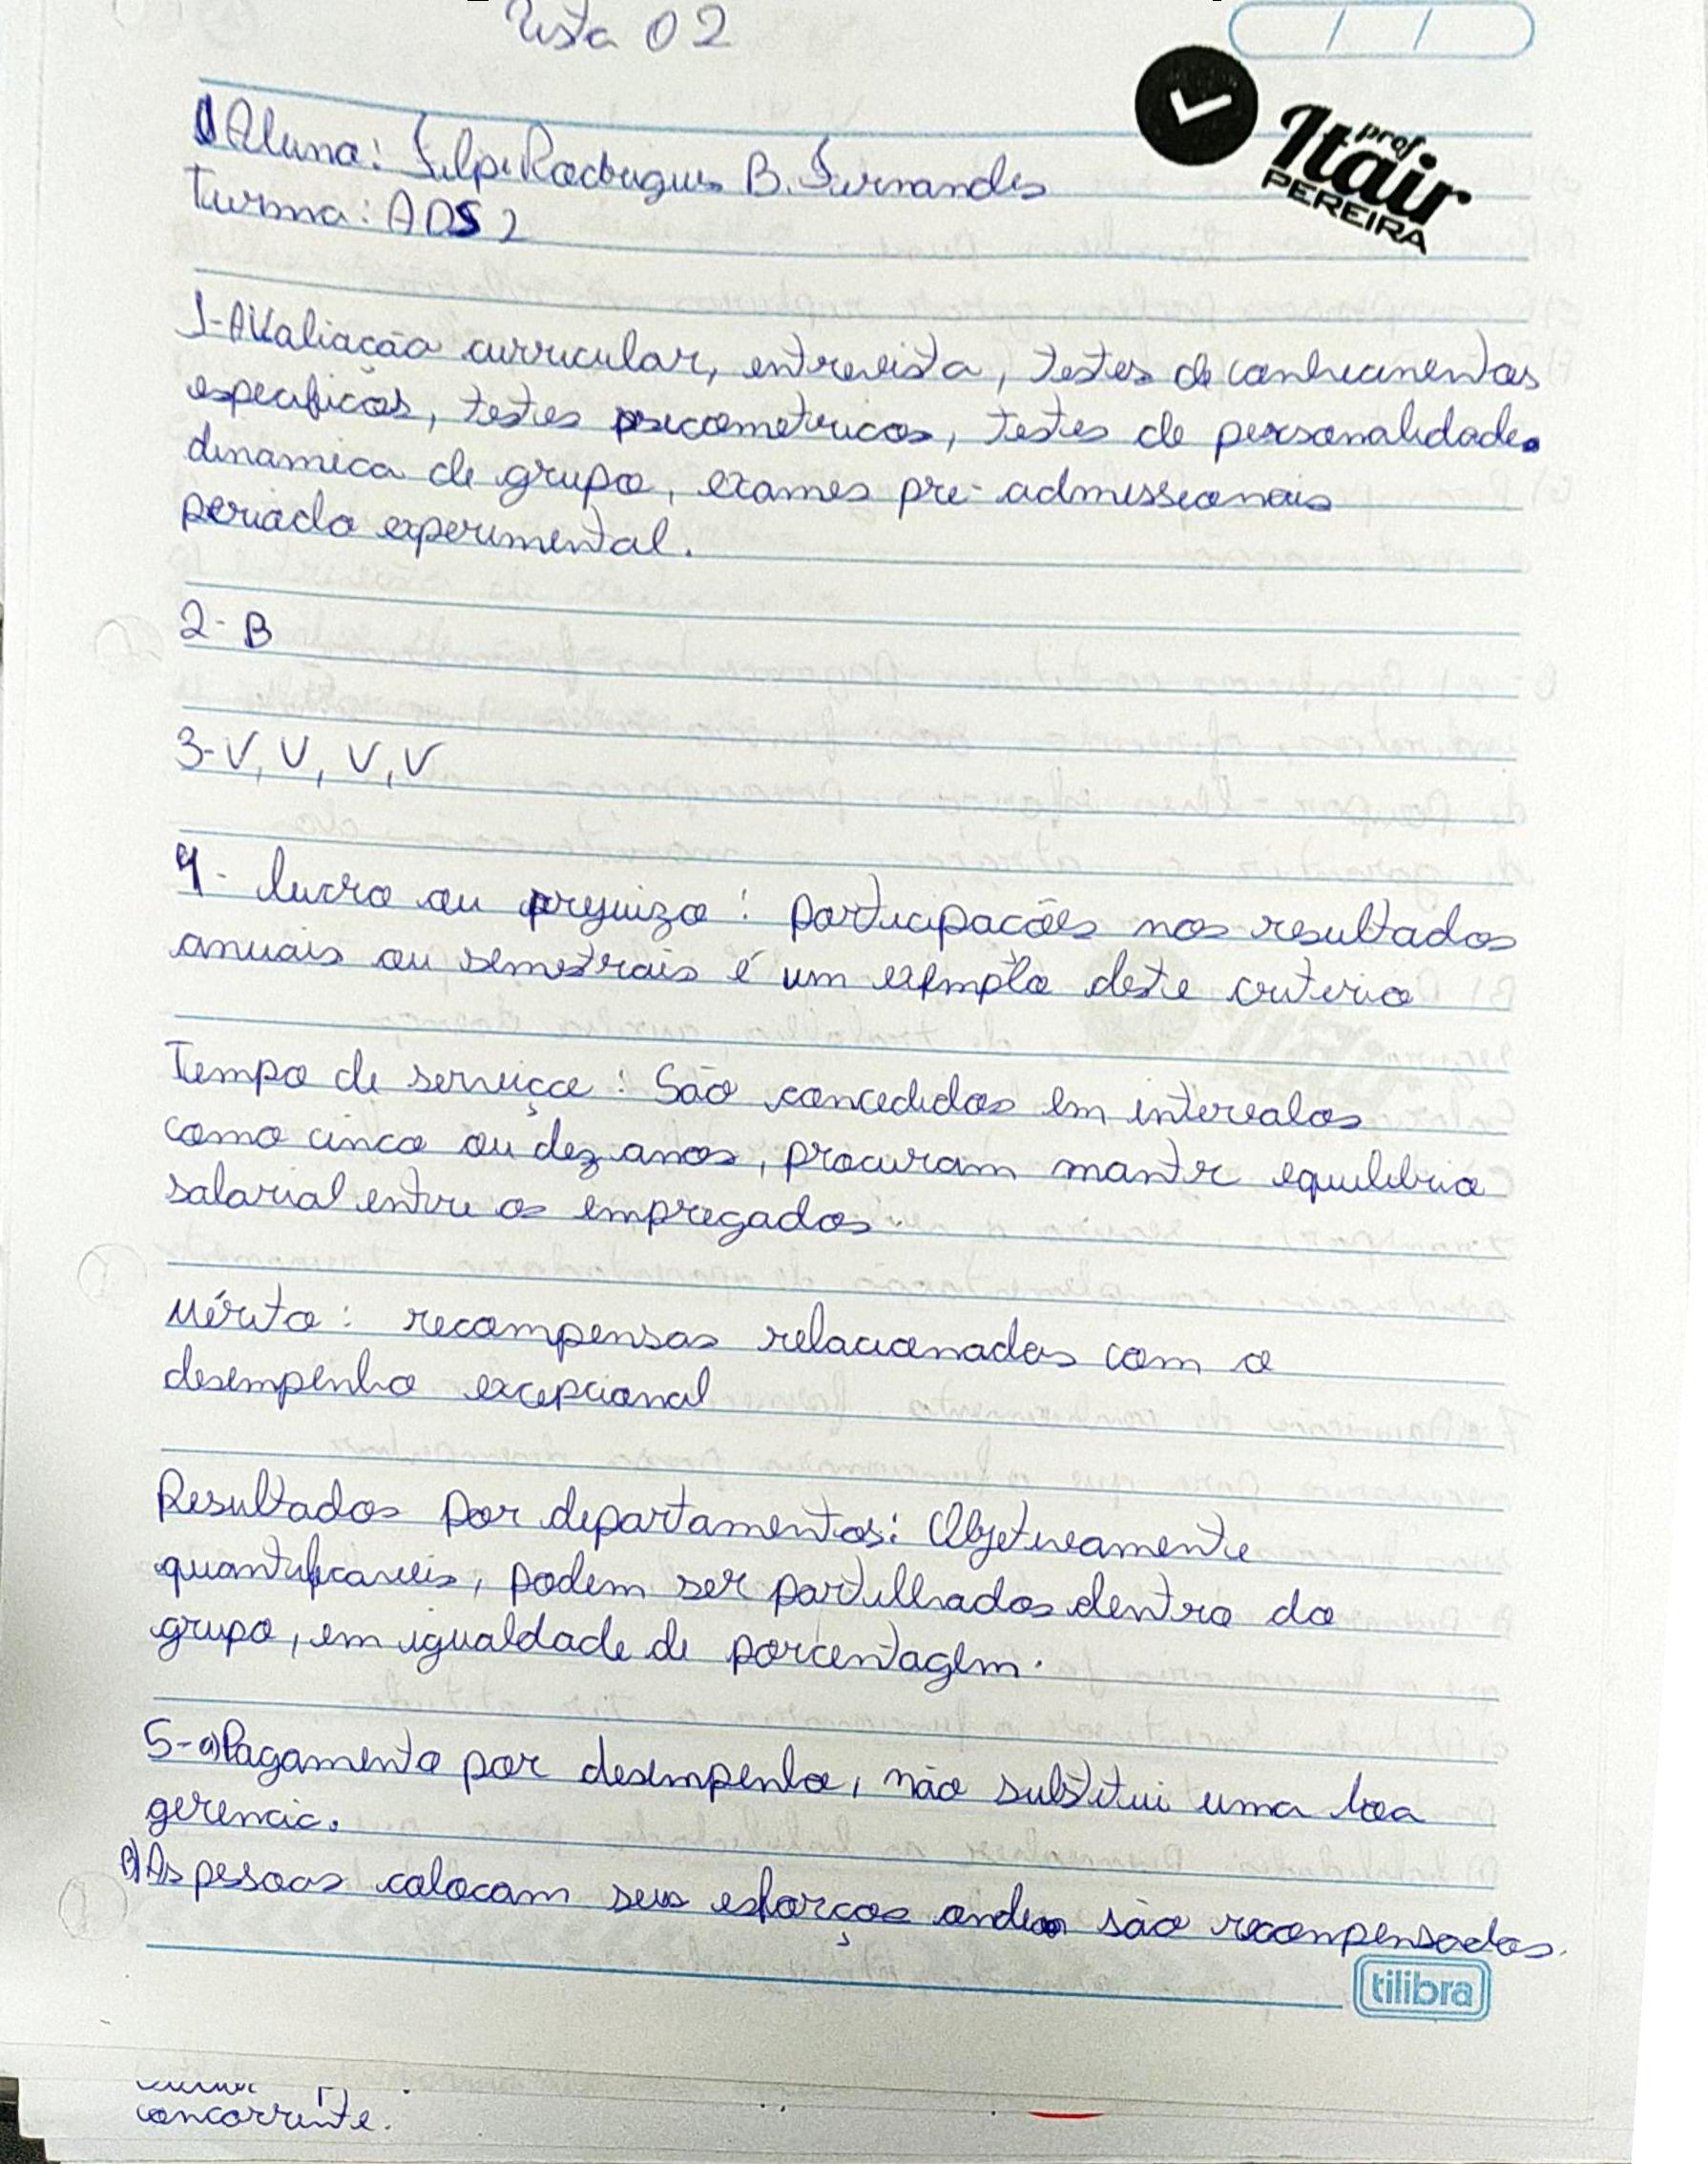 Lista 02
Aluno: Felipe Rodrigues B. Fernandes
Turma: ADS 2
prof
Itair
PEREIRA
1-Avaliação curricular, entrevista, testes de conhecimentos
especificos, testes psicometricos, testes de personalidade.
dinamica de grupo, exames pre-admissionais
periodo experimental.
2- B
3-V, V, V, V
4- lucro ou prejuizo: participacões nos resultados
anuais ou semestrais é um exemplo deste criterio
Tempo de serviço: São concedidos em intervalos
como cinco ou dez anos, procuram manter equilibrio
salarial entre os empregados.
Mérito: recompensas relacionadas com o
desempenho excepcional
Resultados por departamentos: Objetivamente
quantificaveis, podem ser partilhados dentro do
grupo, em igualdade de porcentagem.
5-a)Pagamento por desempenho, não substitui uma boa
gerencia.
B)As pessoas colocam seus esforços onde são recompensados.
tilibra
concorrente.